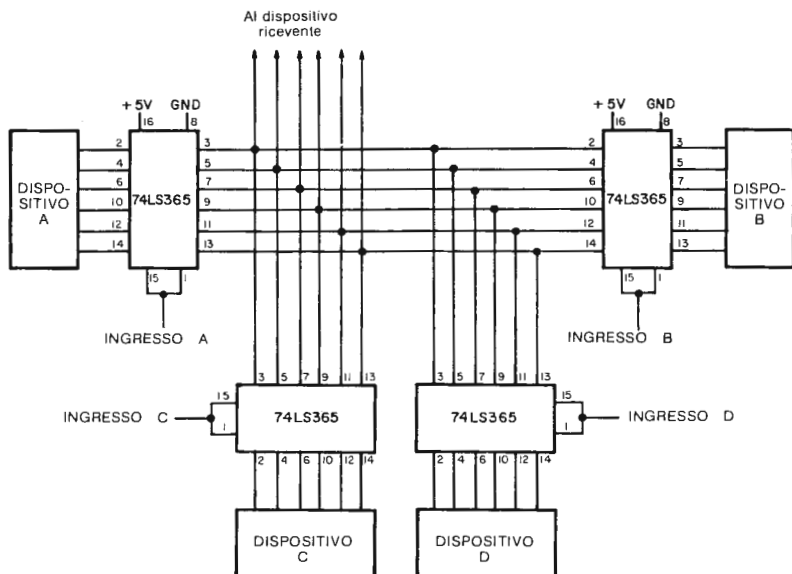 Al dispositivo
ricevente
+5V GND
16 8
+5V GND
16 8
DISPO-
SITIVO
A
2
4
6
10
12
14
74LS365
3
5
7
9
11
13
15 1
INGRESSO A
2
4
6
10
12
14
74LS365
3
5
7
9
11
13
15 1
INGRESSO B
DISPO-
SITIVO
B
3 5 7 9 11 13
INGRESSO C
15
1
74LS365
2 4 6 10 12 14
DISPOSITIVO
C
3 5 7 9 11 13
74LS365
15
1
INGRESSO D
2 4 6 10 12 14
DISPOSITIVO
D